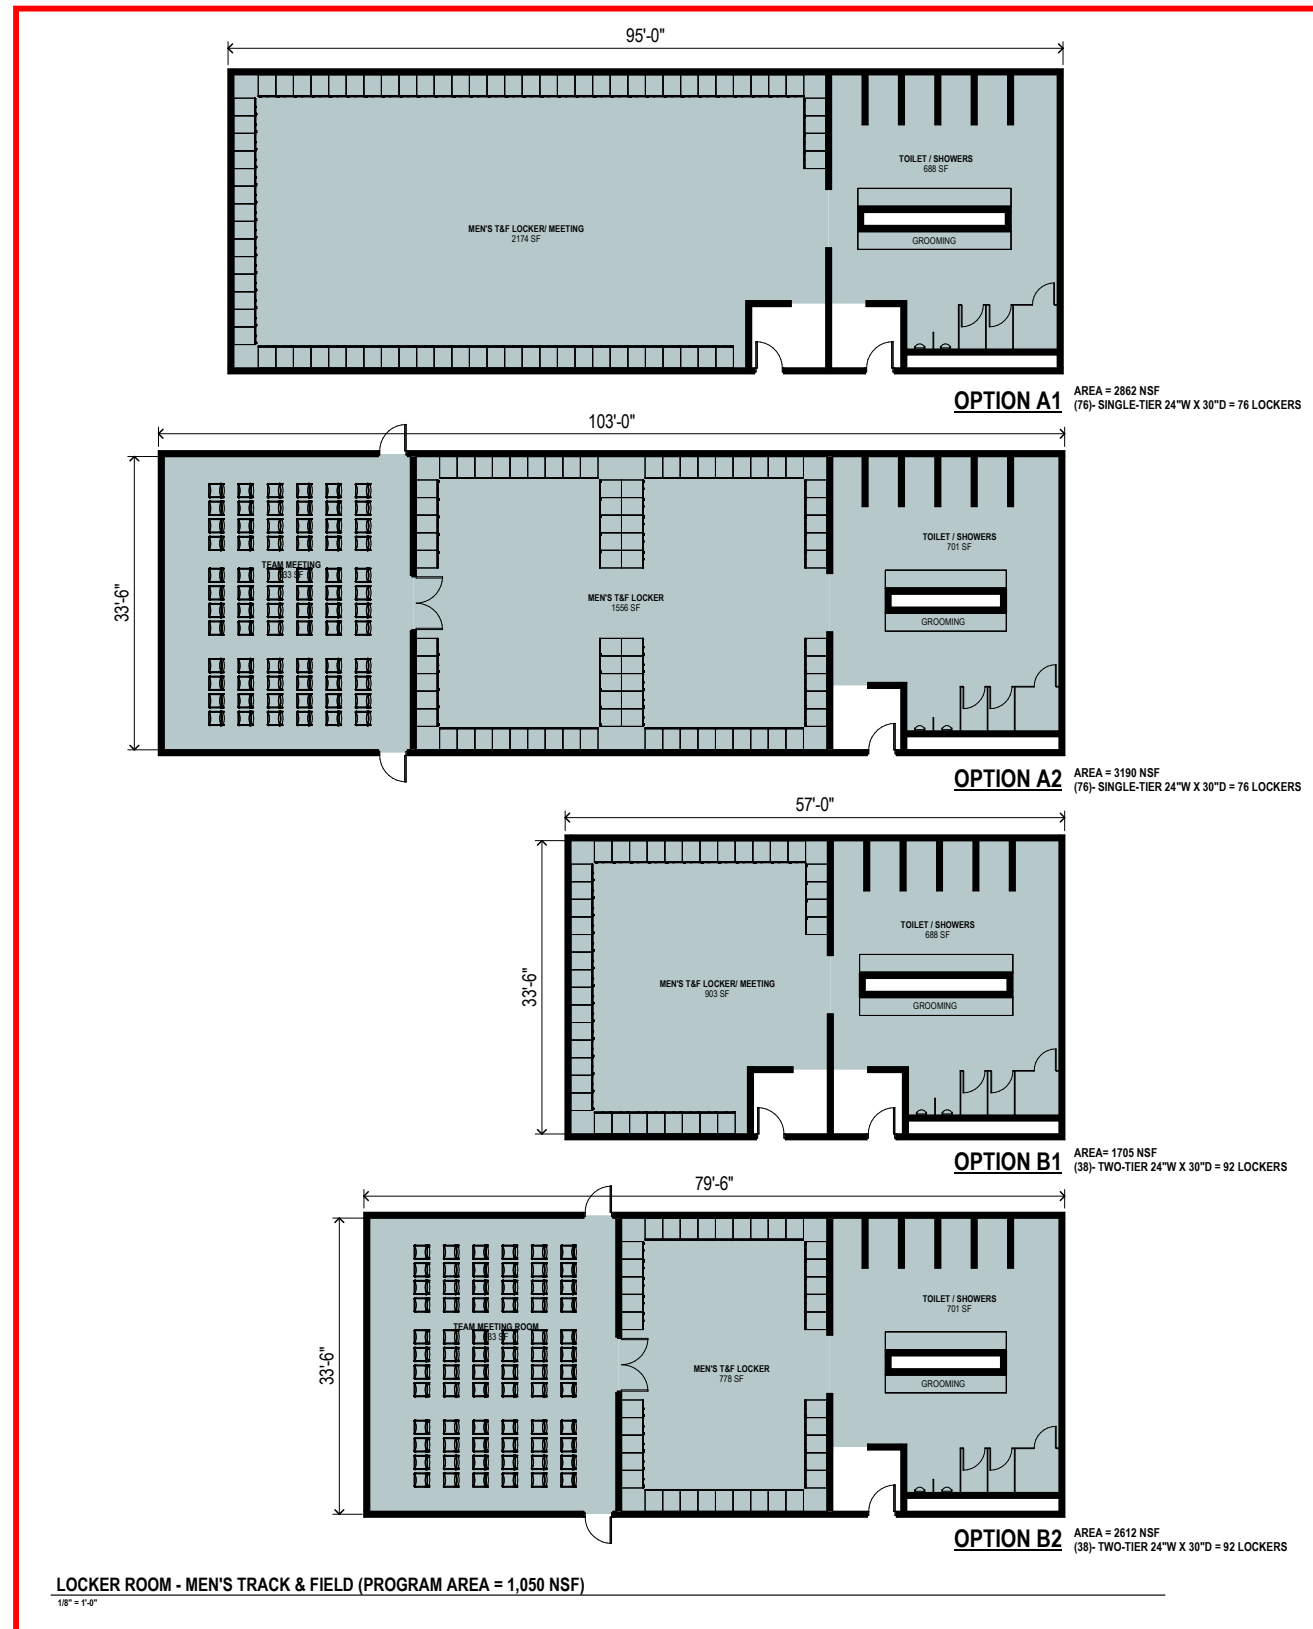 95'-0"
TOILET / SHOWERS
688 SF
MEN'S T&F LOCKER/ MEETING
2174 SF
GROOMING
OPTION A1
AREA = 2862 NSF
(76)- SINGLE-TIER 24"W X 30"D = 76 LOCKERS
103'-0"
33'-6"
TEAM MEETING
SF
TOILET / SHOWERS
701 SF
MEN'S T&F LOCKER
1556 SF
GROOMING
OPTION A2
AREA = 3190 NSF
(76)- SINGLE-TIER 24"W X 30"D = 76 LOCKERS
57'-0"
33'-6"
TOILET / SHOWERS
688 SF
MEN'S T&F LOCKER/ MEETING
903 SF
GROOMING
OPTION B1
AREA= 1705 NSF
(38)- TWO-TIER 24"W X 30"D = 92 LOCKERS
79'-6"
33'-6"
TOILET / SHOWERS
701 SF
TEAM MEETING ROOM
SF
MEN'S T&F LOCKER
778 SF
GROOMING
OPTION B2
AREA = 2612 NSF
(38)- TWO-TIER 24"W X 30"D = 92 LOCKERS
LOCKER ROOM - MEN'S TRACK & FIELD (PROGRAM AREA = 1,050 NSF)
1/8" = 1'-0"